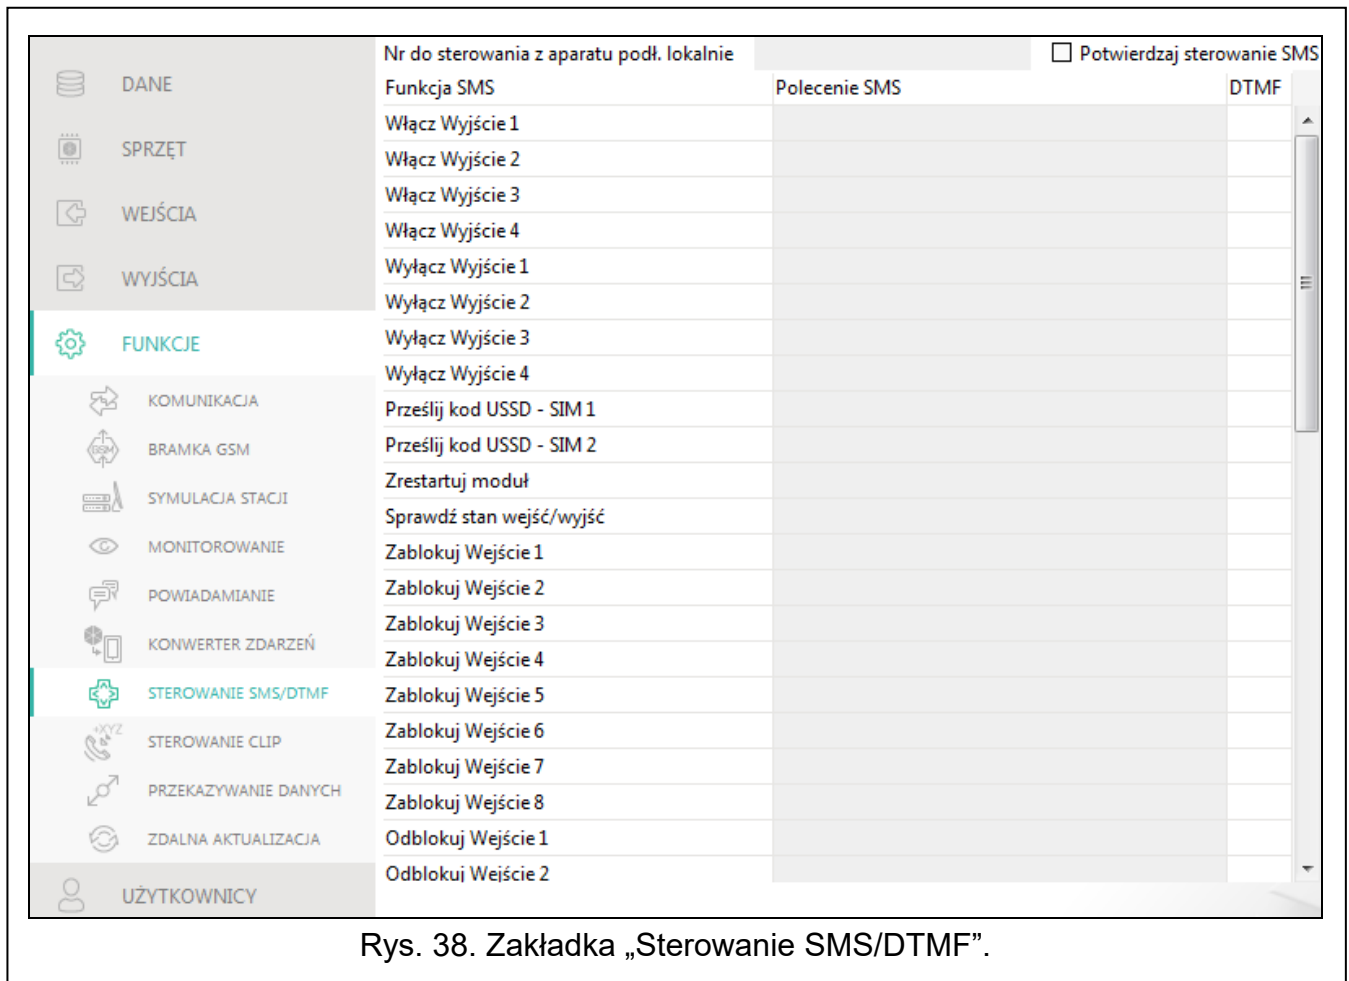 Nr do sterowania z aparatu podł. lokalnie
Potwierdzaj sterowanie SMS
DANE
SPRZĘT
WEJŚCIA
WYJŚCIA
FUNKCJE
KOMUNIKACJA
BRAMKA GSM
SYMULACJA STACJI
MONITOROWANIE
POWIADAMIANIE
KONWERTER ZDARZEŃ
STEROWANIE SMS/DTMF
STEROWANIE CLIP
PRZEKAZYWANIE DANYCH
ZDALNA AKTUALIZACJA
UŻYTKOWNICY
GSM
+XYZ
Funkcja SMS Polecenie SMS DTMF
Włącz Wyjście 1
Włącz Wyjście 2
Włącz Wyjście 3
Włącz Wyjście 4
Wyłącz Wyjście 1
Wyłącz Wyjście 2
Wyłącz Wyjście 3
Wyłącz Wyjście 4
Prześlij kod USSD - SIM 1
Prześlij kod USSD - SIM 2
Zrestartuj moduł
Sprawdź stan wejść/wyjść
Zablokuj Wejście 1
Zablokuj Wejście 2
Zablokuj Wejście 3
Zablokuj Wejście 4
Zablokuj Wejście 5
Zablokuj Wejście 6
Zablokuj Wejście 7
Zablokuj Wejście 8
Odblokuj Wejście 1
Odblokuj Wejście 2
Rys. 38. Zakładka „Sterowanie SMS/DTMF”.